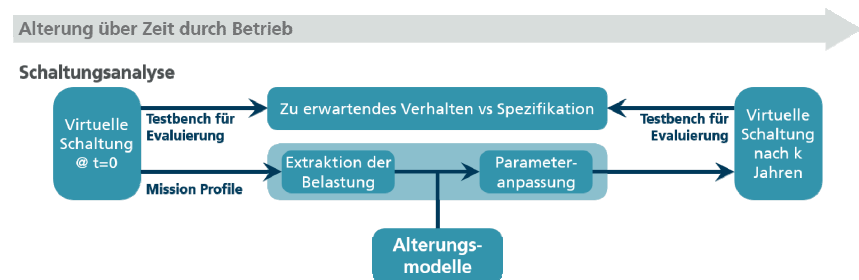 Alterung über Zeit durch Betrieb
Schaltungsanalyse
Virtuelle
Schaltung
@ t=0
Testbench für
Evaluierung
Zu erwartendes Verhalten vs Spezifikation
Testbench für
Evaluierung
Virtuelle
Schaltung
nach k
Jahren
Mission Profile
Extraktion der
Belastung
Parameter-
anpassung
Alterungs-
modelle